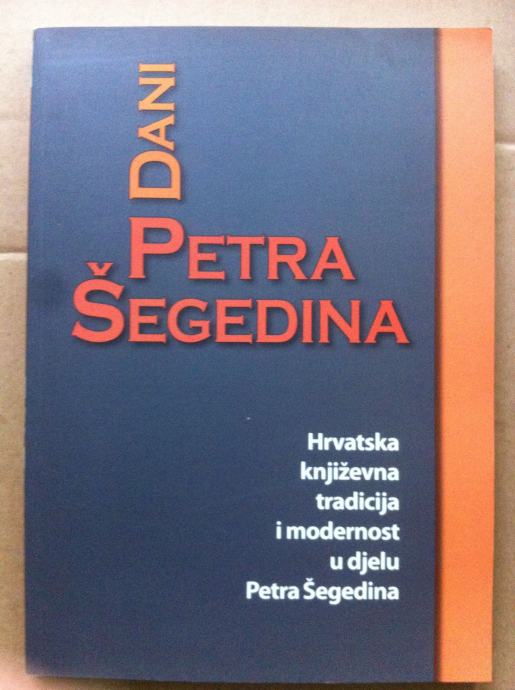 DANI
PETRA
ŠEGEDINA
Hrvatska
književna
tradicija
i modernost
u djelu
Petra Šegedina